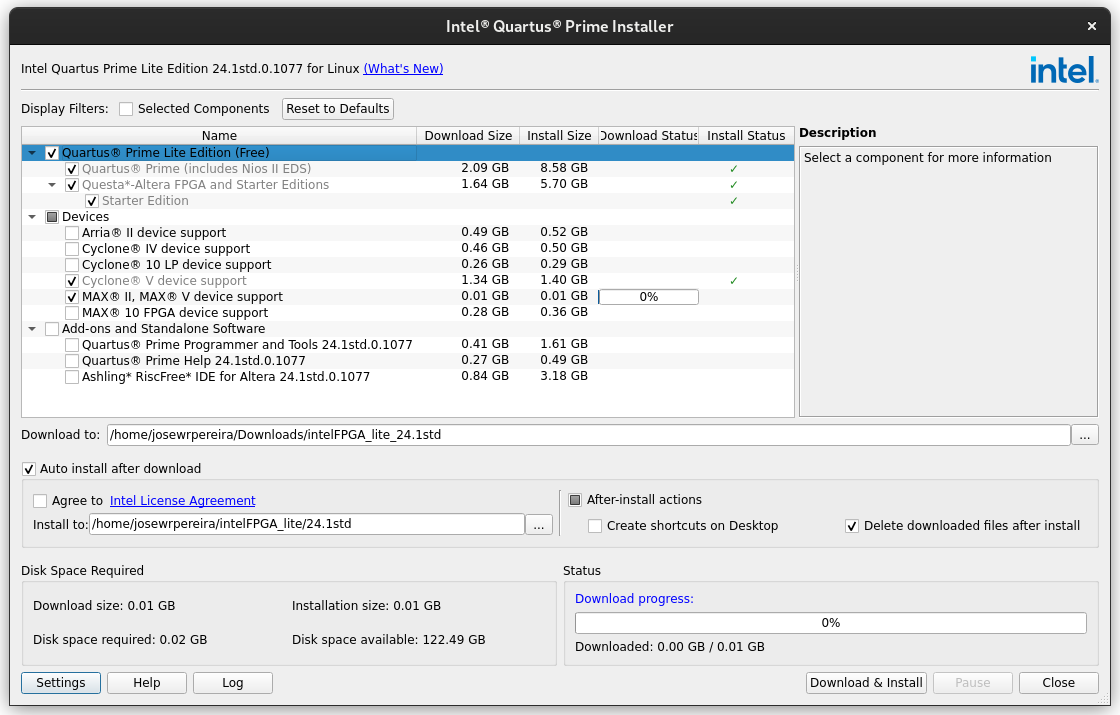 Intel® Quartus® Prime Installer
Intel Quartus Prime Lite Edition 24.1std.0.1077 for Linux (What's New)
intel.
Display Filters: Selected Components Reset to Defaults
Name Download Size Install Size Download Status Install Status
Quartus® Prime Lite Edition (Free)
Quartus® Prime (includes Nios II EDS) 2.09 GB 8.58 GB ✓
Questa*-Altera FPGA and Starter Editions 1.64 GB 5.70 GB ✓
Starter Edition ✓
Devices
Arria® II device support 0.49 GB 0.52 GB
Cyclone® IV device support 0.46 GB 0.50 GB
Cyclone® 10 LP device support 0.26 GB 0.29 GB
Cyclone® V device support 1.34 GB 1.40 GB ✓
MAX® II, MAX® V device support 0.01 GB 0.01 GB 0%
MAX® 10 FPGA device support 0.28 GB 0.36 GB
Add-ons and Standalone Software
Quartus® Prime Programmer and Tools 24.1std.0.1077 0.41 GB 1.61 GB
Quartus® Prime Help 24.1std.0.1077 0.27 GB 0.49 GB
Ashling* RiscFree* IDE for Altera 24.1std.0.1077 0.84 GB 3.18 GB
Description
Select a component for more information
Download to: /home/josewrpereira/Downloads/intelFPGA_lite_24.1std ...
Auto install after download
Agree to Intel License Agreement
Install to: /home/josewrpereira/intelFPGA_lite/24.1std ...
After-install actions
Create shortcuts on Desktop Delete downloaded files after install
Disk Space Required
Download size: 0.01 GB Installation size: 0.01 GB
Disk space required: 0.02 GB Disk space available: 122.49 GB
Status
Download progress:
0%
Downloaded: 0.00 GB / 0.01 GB
Settings Help Log Download & Install Pause Close